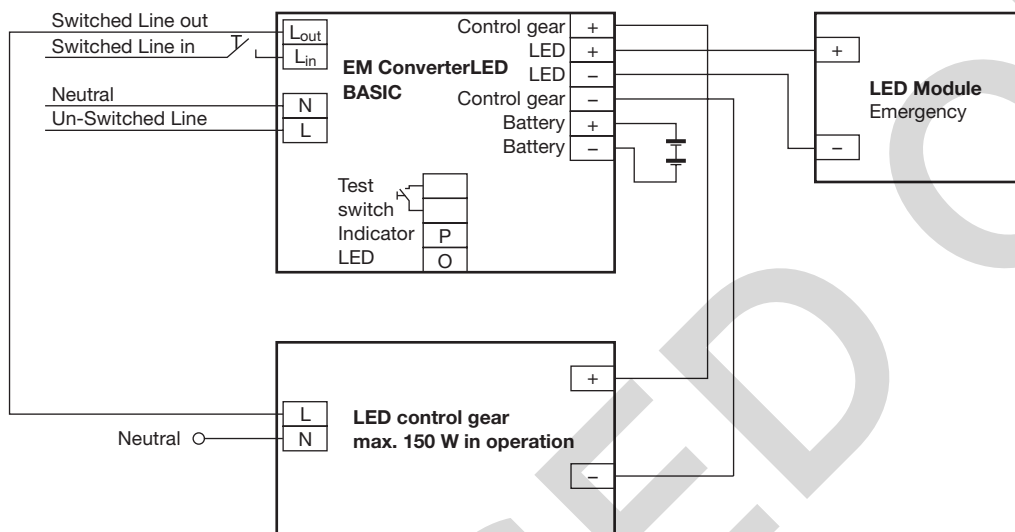 Switched Line out
Switched Line in
Neutral
Un-Switched Line
Lout
Lin
N
L
EM ConverterLED
BASIC
Control gear +
LED +
LED –
Control gear –
Battery +
Battery –
Test
switch
Indicator P
LED O
+
–
LED Module
Emergency
L
N
Neutral
LED control gear
max. 150 W in operation
+
–